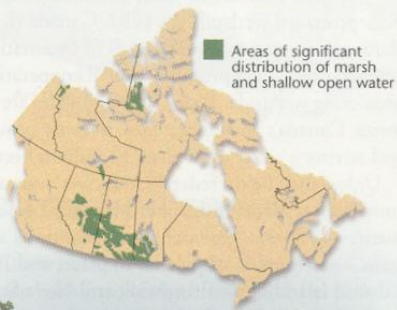 Areas of significant
distribution of marsh
and shallow open water